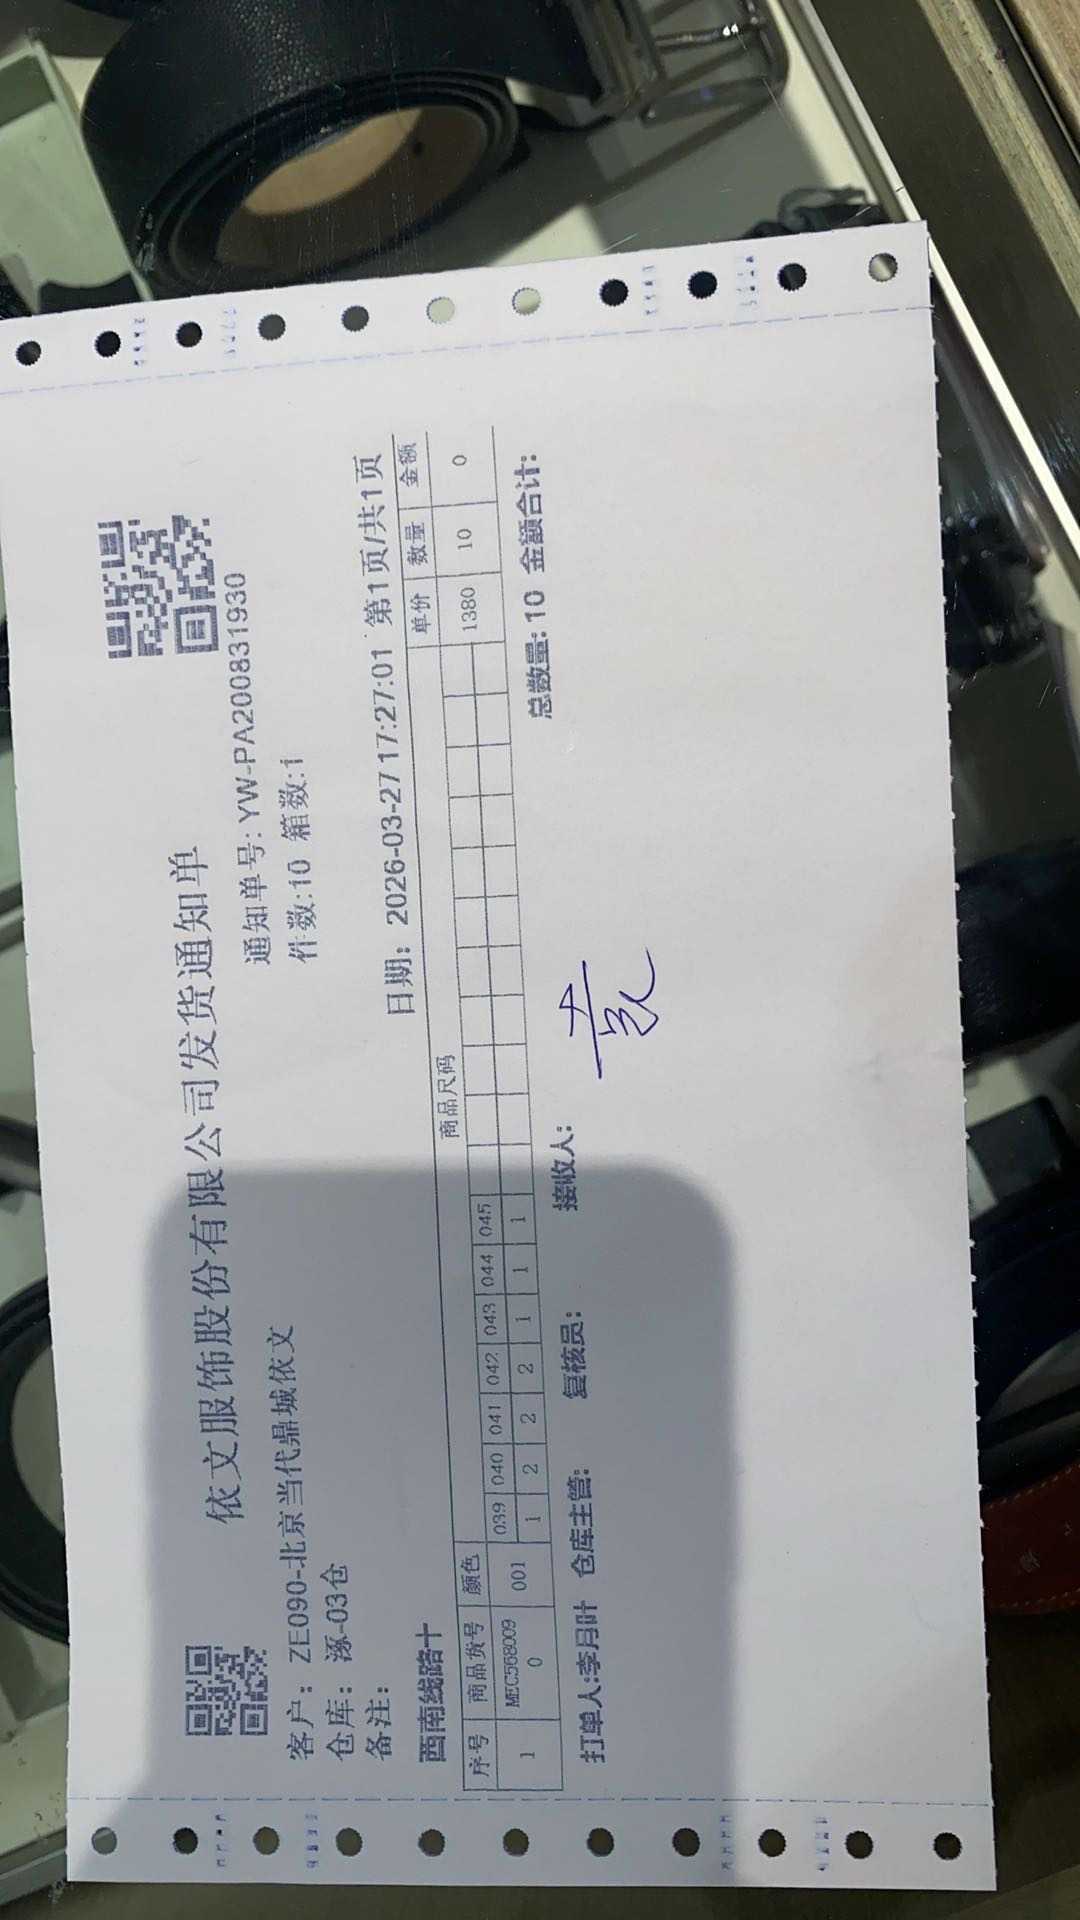 依文服饰股份有限公司发货通知单
客户：ZE090-北京当代鼎城依文 通知单号:YW-PA200831930
仓库：涿-03仓 件数:10 箱数:1
备注：
西南线路十 日期：2026-03-27 17:27:01 第1页/共1页
序号 商品货号 颜色 商品尺码 单价 数量 金额
039 040 041 042 043 044 045
1 MEC5680090 001 1 2 2 2 1 1 1 1380 10 0
总数量:10 金额合计:
打单人:李月叶 仓库主管: 复核员: 接收人: